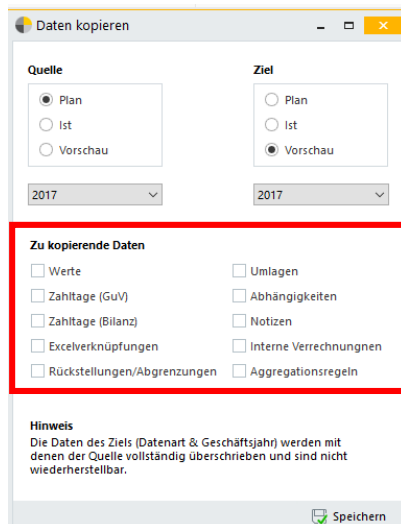 Daten kopieren
Quelle Ziel
Plan Plan
Ist Ist
Vorschau Vorschau
2017 2017
Zu kopierende Daten
Werte Umlagen
Zahltage (GuV) Abhängigkeiten
Zahltage (Bilanz) Notizen
Excelverknüpfungen Interne Verrechnungnen
Rückstellungen/Abgrenzungen Aggregationsregeln
Hinweis
Die Daten des Ziels (Datenart & Geschäftsjahr) werden mit
denen der Quelle vollständig überschrieben und sind nicht
wiederherstellbar.
Speichern